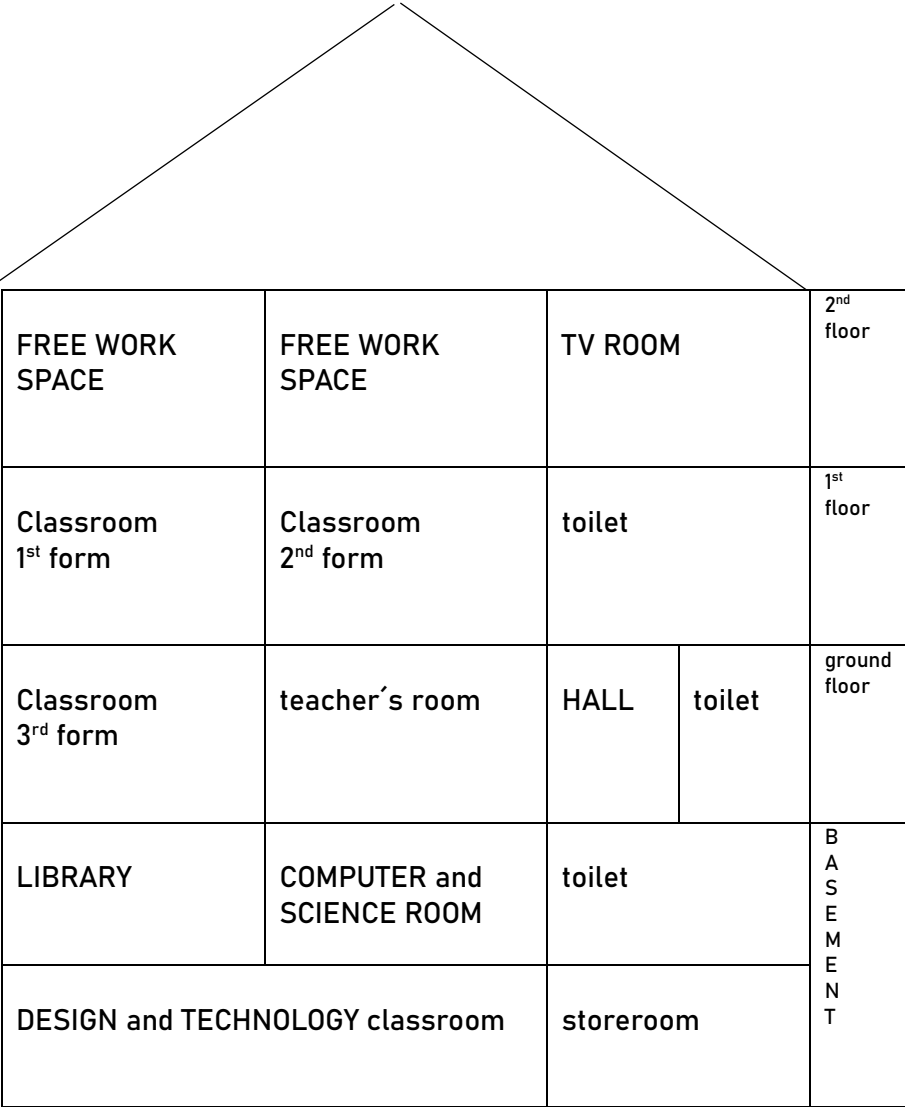 FREE WORK
SPACE
FREE WORK
SPACE
TV ROOM
2nd
floor
Classroom
1st form
Classroom
2nd form
toilet
1st
floor
Classroom
3rd form
teacher´s room
HALL
toilet
ground
floor
LIBRARY
COMPUTER and
SCIENCE ROOM
toilet
B
A
S
E
M
E
N
T
DESIGN and TECHNOLOGY classroom
storeroom